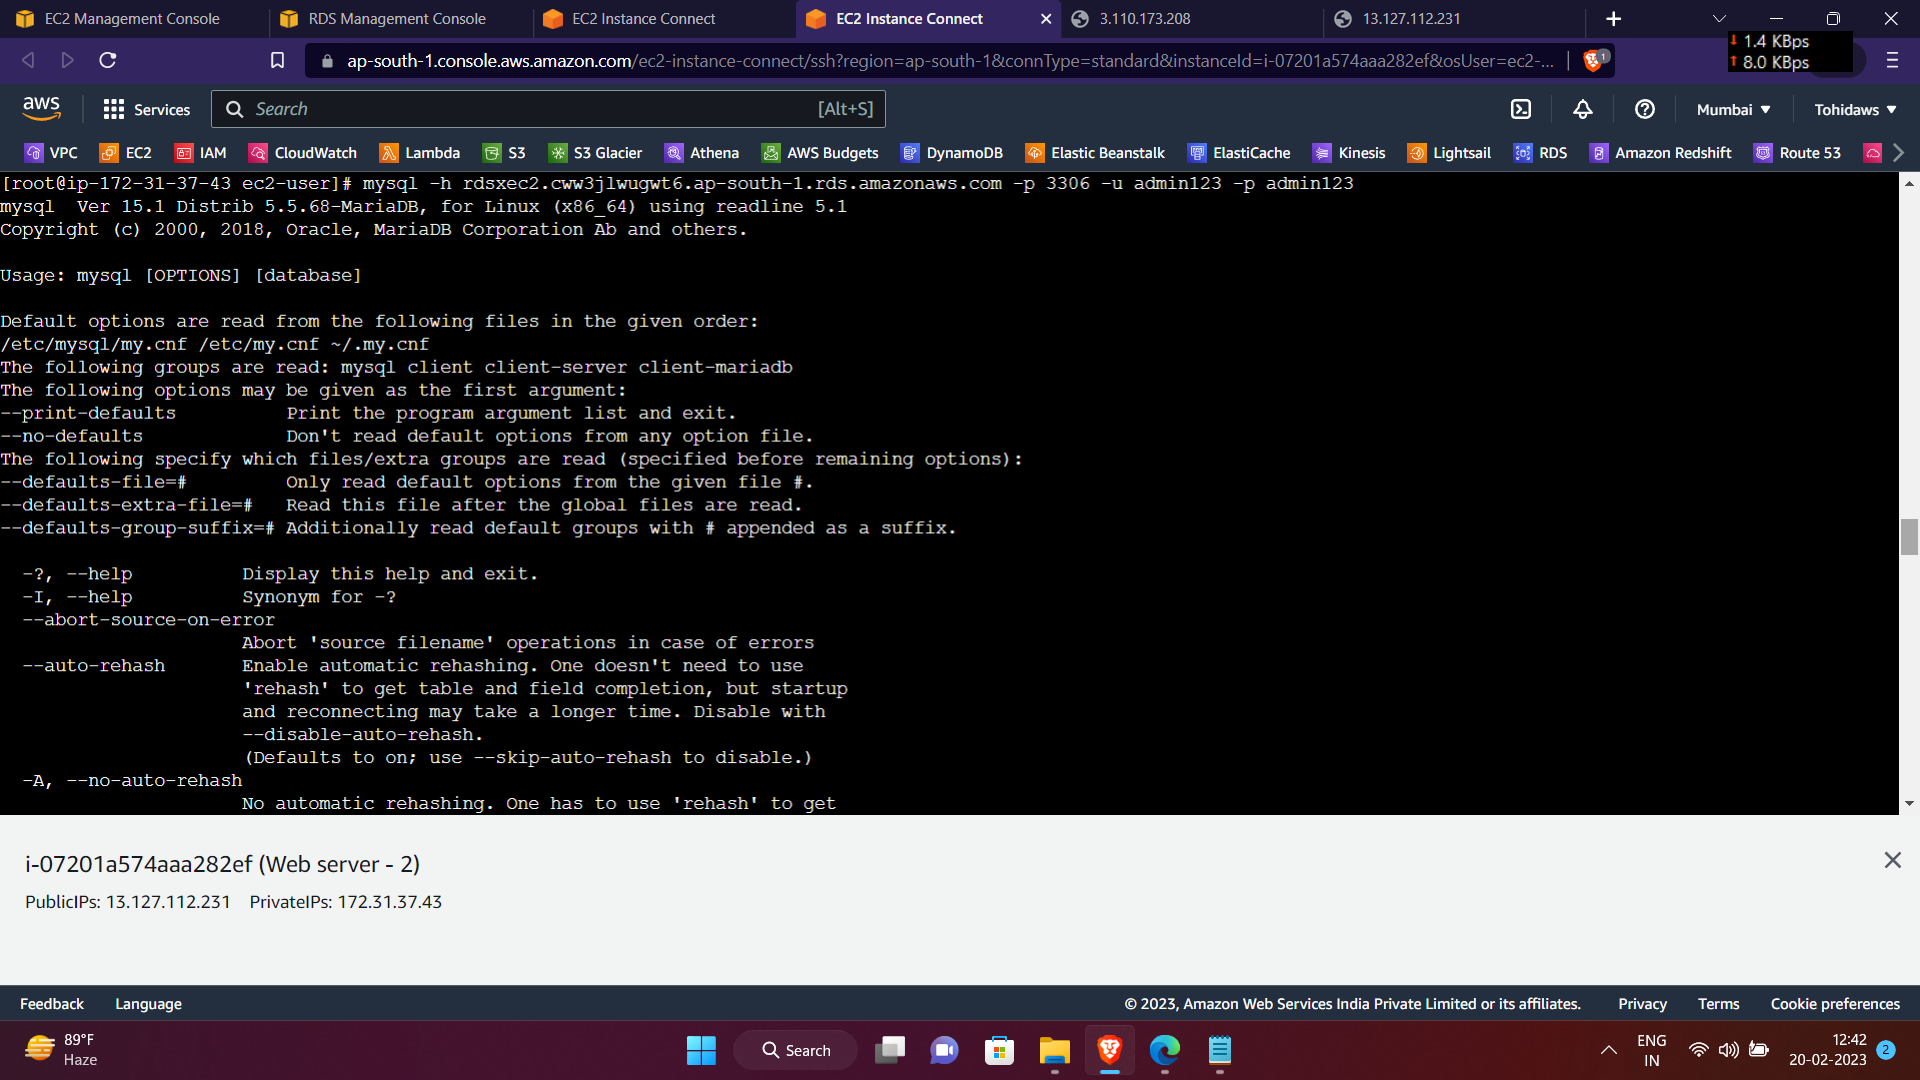 EC2 Management Console
RDS Management Console
EC2 Instance Connect
EC2 Instance Connect
3.110.173.208
13.127.112.231
ap-south-1.console.aws.amazon.com/ec2-instance-connect/ssh?region=ap-south-1&connType=standard&instanceId=i-07201a574aaa282ef&osUser=ec2-...
1
1.4 KBps
8.0 KBps
aws
Services
Search
[Alt+S]
Mumbai
Tohidaws
VPC
EC2
IAM
CloudWatch
Lambda
S3
S3 Glacier
Athena
AWS Budgets
DynamoDB
Elastic Beanstalk
ElastiCache
Kinesis
Lightsail
RDS
Amazon Redshift
Route 53
[root@ip-172-31-37-43 ec2-user]# mysql -h rdsxec2.cww3jlwugwt6.ap-south-1.rds.amazonaws.com -p 3306 -u admin123 -p admin123
mysql  Ver 15.1 Distrib 5.5.68-MariaDB, for Linux (x86_64) using readline 5.1
Copyright (c) 2000, 2018, Oracle, MariaDB Corporation Ab and others.
Usage: mysql [OPTIONS] [database]
Default options are read from the following files in the given order:
/etc/mysql/my.cnf /etc/my.cnf ~/.my.cnf
The following groups are read: mysql client client-server client-mariadb
The following options may be given as the first argument:
--print-defaults          Print the program argument list and exit.
--no-defaults             Don't read default options from any option file.
The following specify which files/extra groups are read (specified before remaining options):
--defaults-file=#         Only read default options from the given file #.
--defaults-extra-file=#   Read this file after the global files are read.
--defaults-group-suffix=# Additionally read default groups with # appended as a suffix.
-?, --help          Display this help and exit.
-I, --help          Synonym for -?
--abort-source-on-error
Abort 'source filename' operations in case of errors
--auto-rehash       Enable automatic rehashing. One doesn't need to use
'rehash' to get table and field completion, but startup
and reconnecting may take a longer time. Disable with
--disable-auto-rehash.
(Defaults to on; use --skip-auto-rehash to disable.)
-A, --no-auto-rehash
No automatic rehashing. One has to use 'rehash' to get
i-07201a574aaa282ef (Web server - 2)
PublicIPs: 13.127.112.231    PrivateIPs: 172.31.37.43
Feedback
Language
© 2023, Amazon Web Services India Private Limited or its affiliates.
Privacy
Terms
Cookie preferences
89°F
Haze
Search
ENG
IN
12:42
20-02-2023
2